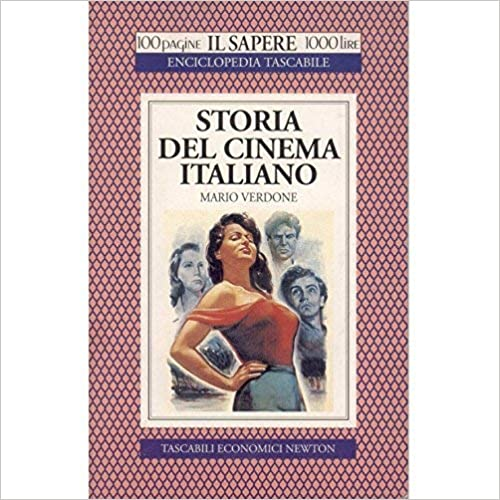 100 pagine IL SAPERE 1000 lire
ENCICLOPEDIA TASCABILE
STORIA
DEL CINEMA
ITALIANO
MARIO VERDONE
TASCABILI ECONOMICI NEWTON